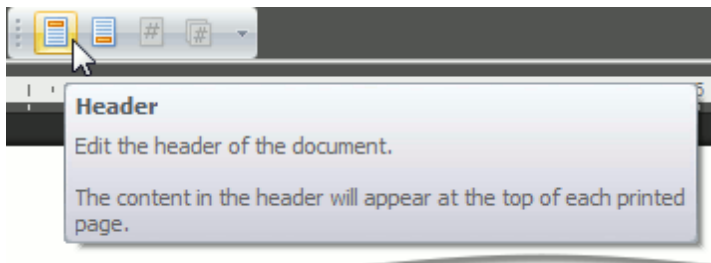 #
#
5
Header
Edit the header of the document.
The content in the header will appear at the top of each printed
page.